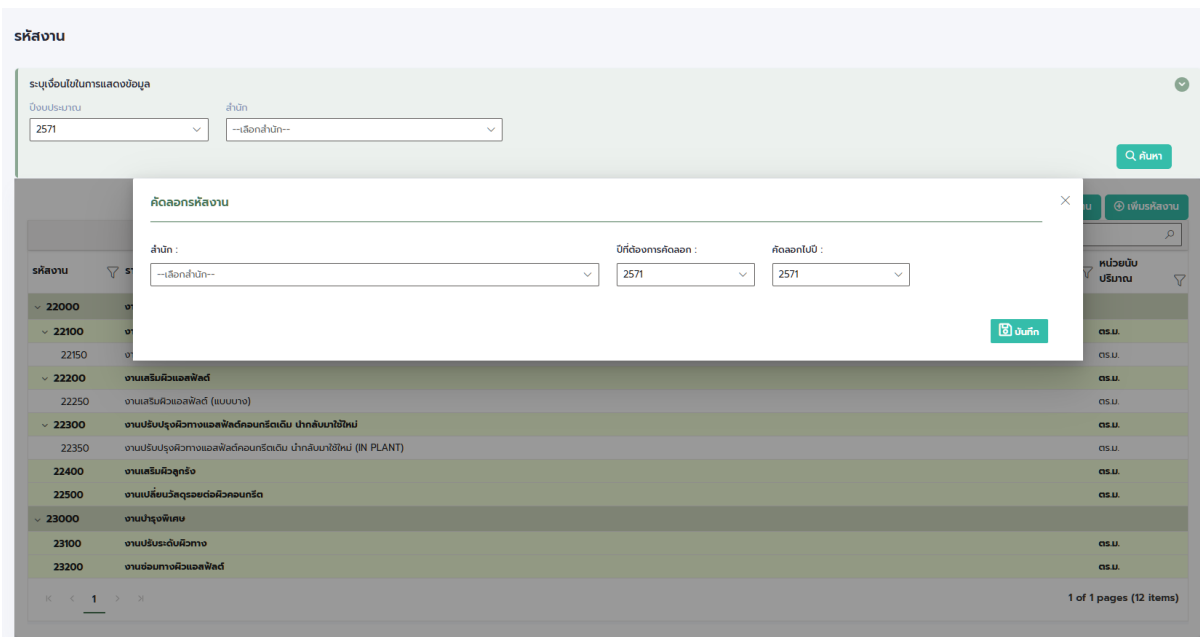 รหัสงาน
ระบุเงื่อนไขในการแสดงข้อมูล
ปีงบประมาณ สำนัก
2571 --เลือกสำนัก--
ค้นหา
คัดลอกรหัสงาน
เพิ่มรหัสงาน
สำนัก : ปีที่ต้องการคัดลอก : คัดลอกไปปี :
--เลือกสำนัก-- 2571 2571
บันทึก
รหัสงาน หน่วยนับ
ปริมาณ
22000
22100 ตร.ม.
22150 ตร.ม.
22200 งานเสริมผิวแอสฟัลต์ ตร.ม.
22250 งานเสริมผิวแอสฟัลต์ (แบบบาง) ตร.ม.
22300 งานปรับปรุงผิวทางแอสฟัลต์คอนกรีตเดิม นำกลับมาใช้ใหม่ ตร.ม.
22350 งานปรับปรุงผิวทางแอสฟัลต์คอนกรีตเดิม นำกลับมาใช้ใหม่ (IN PLANT) ตร.ม.
22400 งานเสริมผิวลูกรัง ตร.ม.
22500 งานเปลี่ยนวัสดุรอยต่อผิวคอนกรีต ตร.ม.
23000 งานบำรุงพิเศษ
23100 งานปรับระดับผิวทาง ตร.ม.
23200 งานซ่อมทางผิวแอสฟัลต์ ตร.ม.
1 1 of 1 pages (12 items)